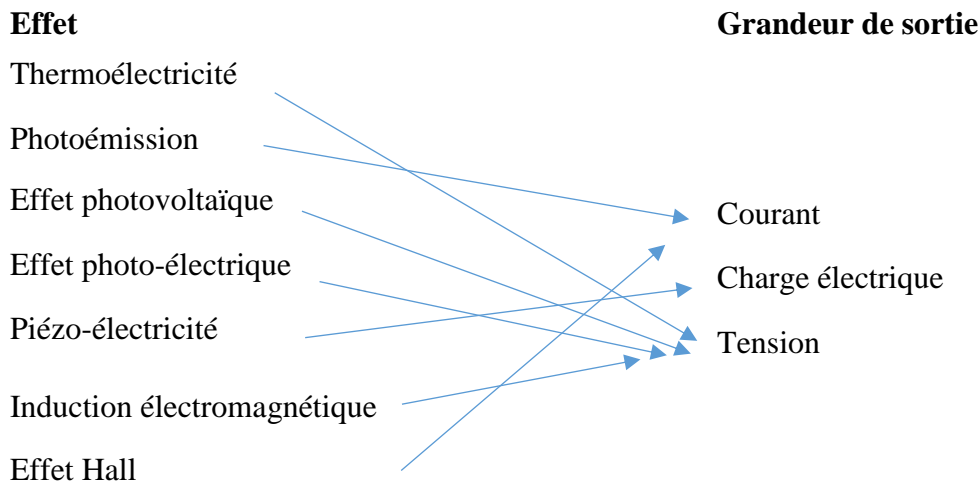 Effet
Grandeur de sortie
Thermoélectricité
Photoémission
Effet photovoltaïque
Courant
Effet photo-électrique
Charge électrique
Piézo-électricité
Tension
Induction électromagnétique
Effet Hall